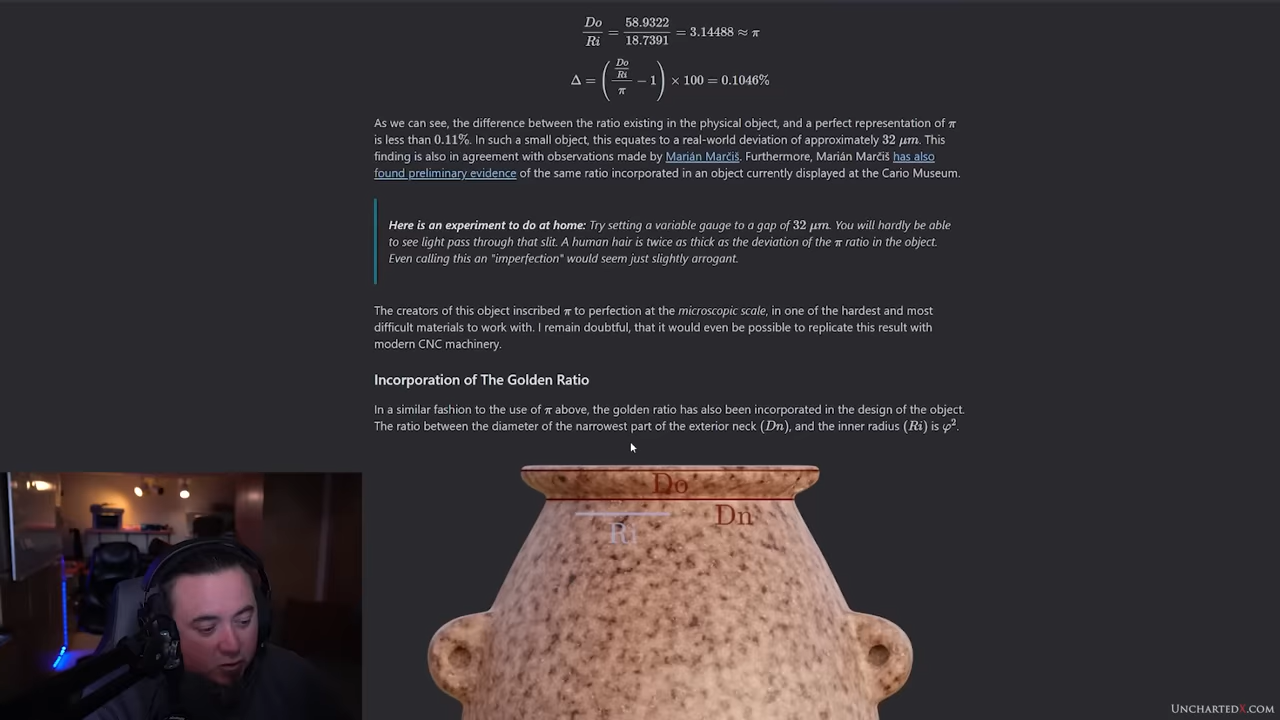 Do/Ri = 58.9322/18.7391 = 3.14488 ≈ π
Δ = ((Do/Ri)/π − 1) × 100 = 0.1046%
As we can see, the difference between the ratio existing in the physical object, and a perfect representation of π
is less than 0.11%. In such a small object, this equates to a real-world deviation of approximately 32 μm. This
finding is also in agreement with observations made by Marián Marčiš. Furthermore, Marián Marčiš has also
found preliminary evidence of the same ratio incorporated in an object currently displayed at the Cario Museum.
Here is an experiment to do at home: Try setting a variable gauge to a gap of 32 μm. You will hardly be able
to see light pass through that slit. A human hair is twice as thick as the deviation of the π ratio in the object.
Even calling this an "imperfection" would seem just slightly arrogant.
The creators of this object inscribed π to perfection at the microscopic scale, in one of the hardest and most
difficult materials to work with. I remain doubtful, that it would even be possible to replicate this result with
modern CNC machinery.
Incorporation of The Golden Ratio
In a similar fashion to the use of π above, the golden ratio has also been incorporated in the design of the object.
The ratio between the diameter of the narrowest part of the exterior neck (Dn), and the inner radius (Ri) is φ².
Do
Dn
Ri
UNCHARTEDX.COM